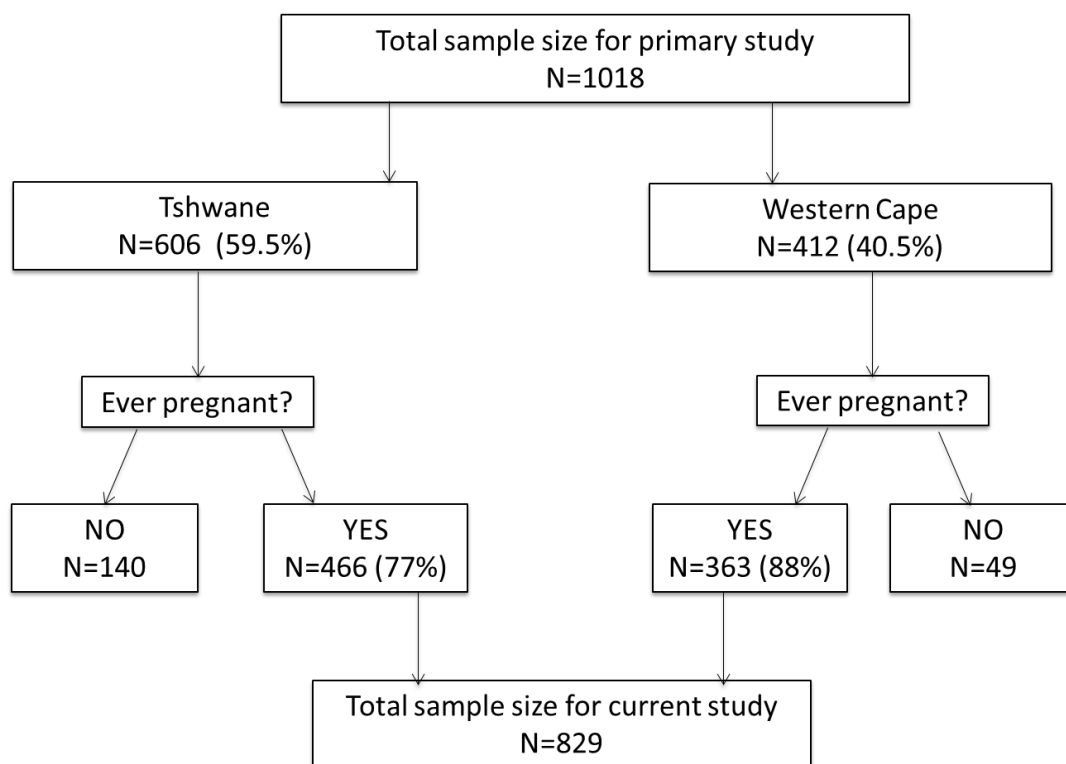 Total sample size for primary study
N=1018
Tshwane
N=606 (59.5%)
Western Cape
N=412 (40.5%)
Ever pregnant?
Ever pregnant?
NO
N=140
YES
N=466 (77%)
YES
N=363 (88%)
NO
N=49
Total sample size for current study
N=829